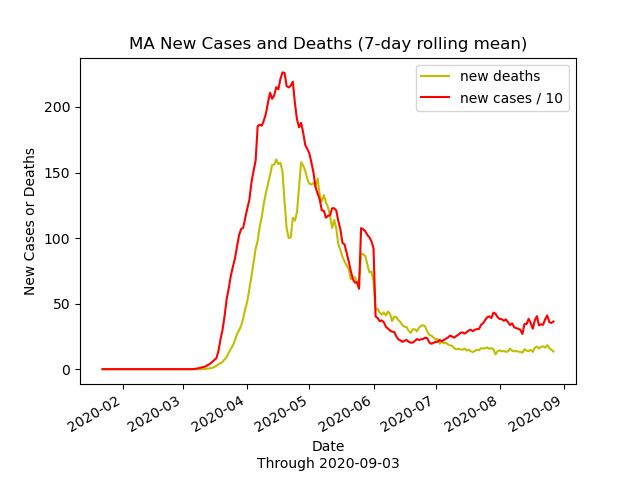 MA New Cases and Deaths (7-day rolling mean)
new deaths
new cases / 10
New Cases or Deaths
200
150
100
50
0
2020-02
2020-03
2020-04
2020-05
2020-06
2020-07
2020-08
2020-09
Date
Through 2020-09-03